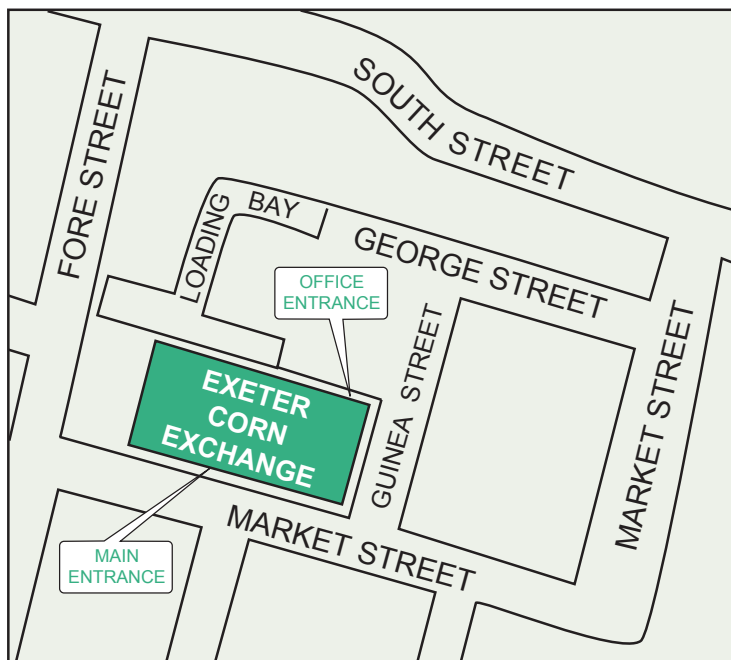 SOUTH STREET
FORE STREET
LOADING
BAY
GEORGE STREET
OFFICE
ENTRANCE
GUINEA STREET
MARKET STREET
EXETER
CORN
EXCHANGE
MARKET STREET
MAIN
ENTRANCE